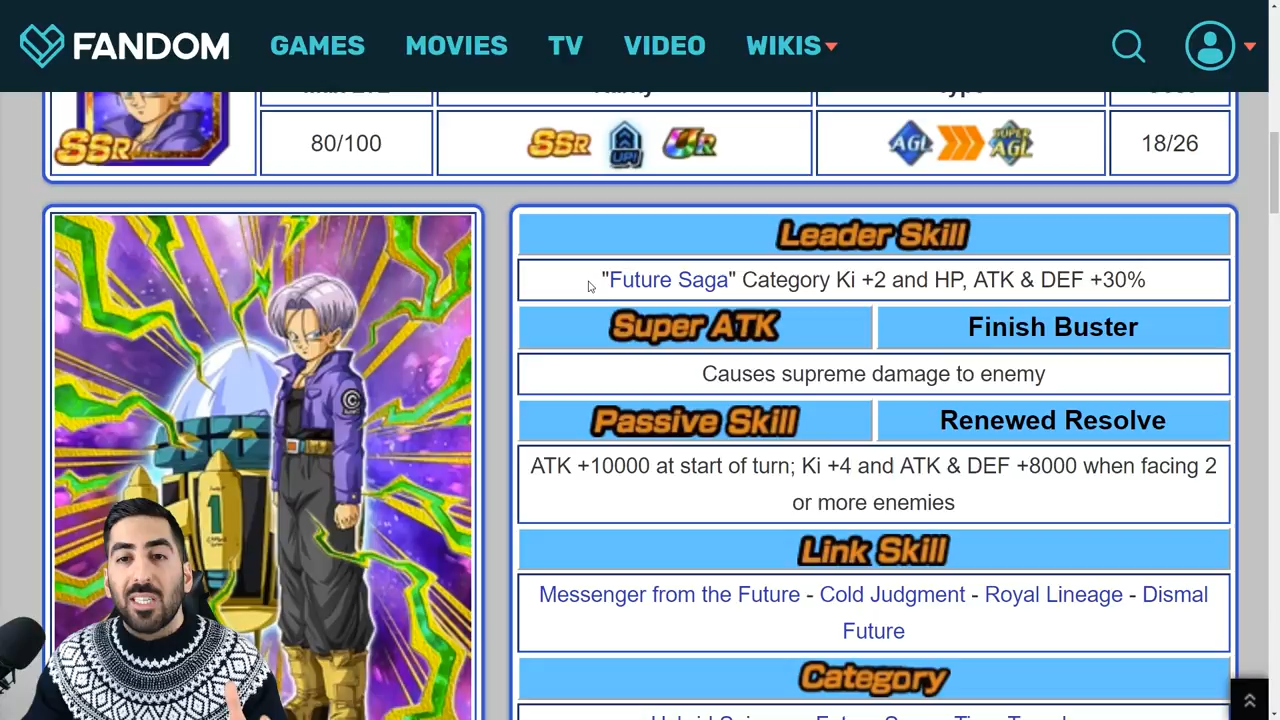 FANDOM GAMES MOVIES TV VIDEO WIKIS
SSR 80/100 SSR UP! UR AGL SUPER AGL 18/26
Leader Skill
"Future Saga" Category Ki +2 and HP, ATK & DEF +30%
Super ATK Finish Buster
Causes supreme damage to enemy
Passive Skill Renewed Resolve
ATK +10000 at start of turn; Ki +4 and ATK & DEF +8000 when facing 2
or more enemies
Link Skill
Messenger from the Future - Cold Judgment - Royal Lineage - Dismal
Future
Category
1